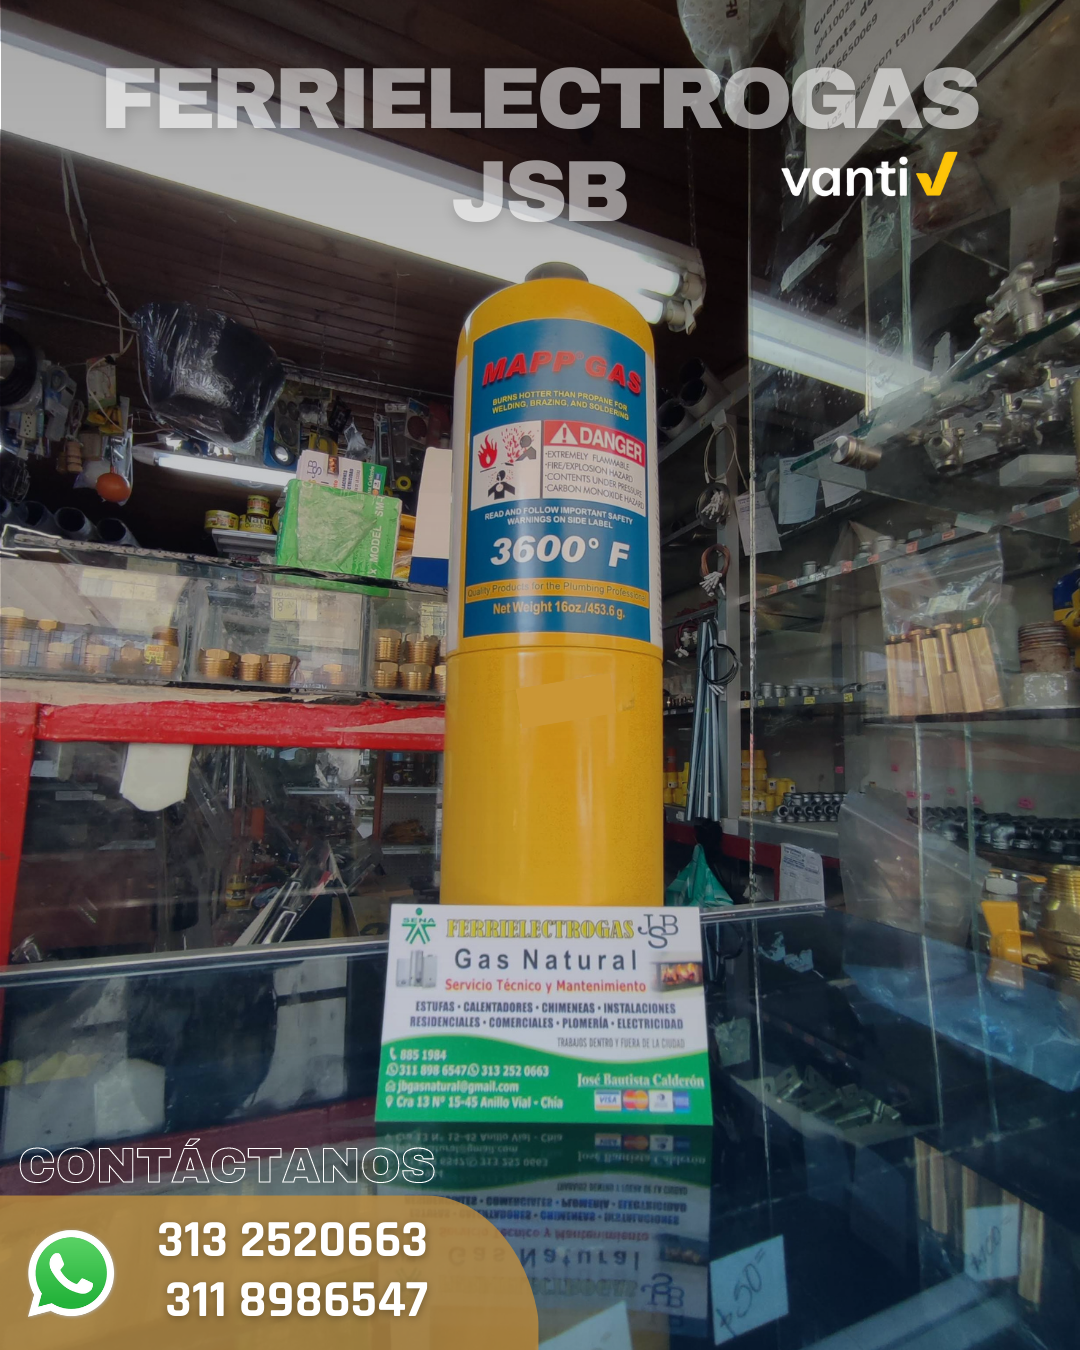 FERRIELECTROGAS
JSB
vanti
MAPP® GAS
BURNS HOTTER THAN PROPANE FOR
WELDING, BRAZING, AND SOLDERING
DANGER
•EXTREMELY FLAMMABLE
•FIRE/EXPLOSION HAZARD
•CONTENTS UNDER PRESSURE
•CARBON MONOXIDE HAZARD
READ AND FOLLOW IMPORTANT SAFETY
WARNINGS ON SIDE LABEL
3600° F
Quality Products for the Plumbing Professional
Net Weight 16oz./453.6 g.
SENA
FERRIELECTROGAS JSB
Gas Natural
Servicio Técnico y Mantenimiento
ESTUFAS • CALENTADORES • CHIMENEAS • INSTALACIONES
RESIDENCIALES • COMERCIALES • PLOMERÍA • ELECTRICIDAD
TRABAJOS DENTRO Y FUERA DE LA CIUDAD
885 1984
311 898 6547 313 252 0663
jbgasnatural@gmail.com
Cra 13 Nº 15-45 Anillo Vial - Chia
José Bautista Calderón
VISA
CONTÁCTANOS
313 2520663
311 8986547